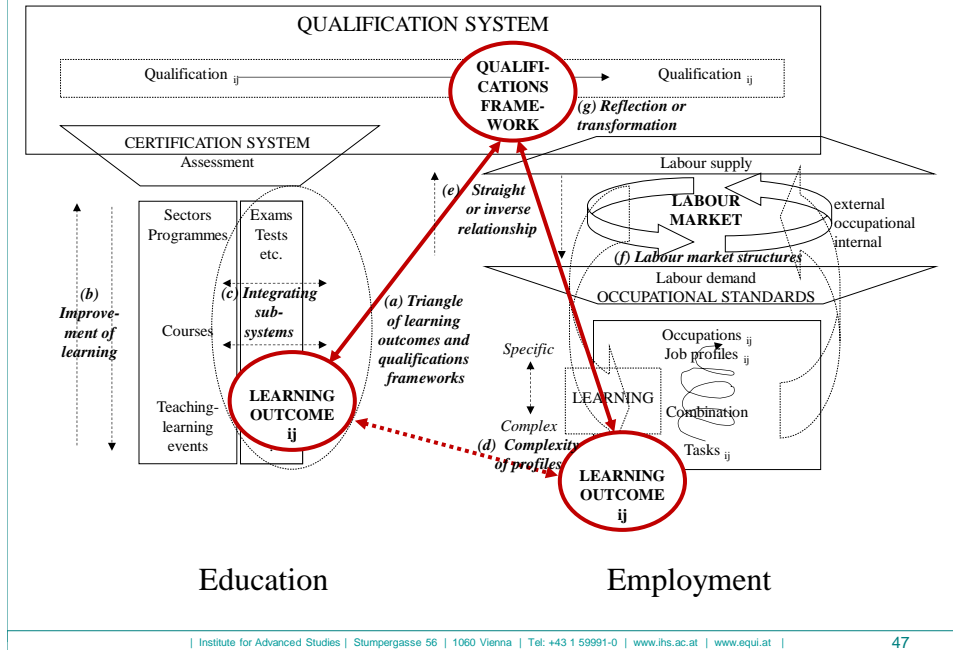 QUALIFICATION SYSTEM
Qualification ij
QUALIFI-
CATIONS
FRAME-
WORK
Qualification ij
(g) Reflection or
transformation
CERTIFICATION SYSTEM
Assessment
Labour supply
(e) Straight
or inverse
relationship
LABOUR
MARKET
external
occupational
internal
(f) Labour market structures
Labour demand
OCCUPATIONAL STANDARDS
Sectors
Programmes
Exams
Tests
etc.
(b)
Improve-
ment of
learning
(c) Integrating
sub-
systems
Courses
(a) Triangle
of learning
outcomes and
qualifications
frameworks
Teaching-
learning
events
LEARNING
OUTCOME
ij
Specific
Complex
(d) Complexity
of profiles
LEARNING
Occupations ij
Job profiles ij
Combination
Tasks ij
LEARNING
OUTCOME
ij
Education
Employment
| Institute for Advanced Studies | Stumpergasse 56 | 1060 Vienna | Tel: +43 1 59991-0 | www.ihs.ac.at | www.equi.at |
47